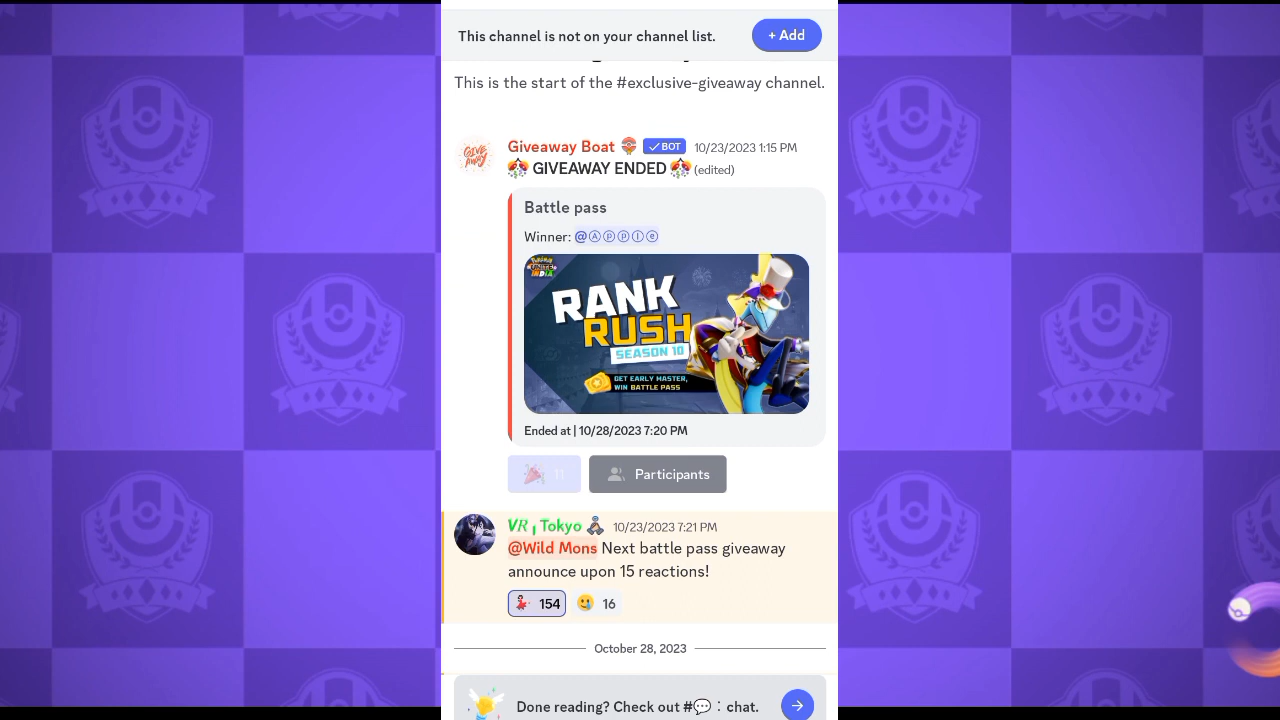 This channel is not on your channel list.
+ Add
This is the start of the #exclusive-giveaway channel.
Giveaway Boat
BOT
10/23/2023 1:15 PM
GIVEAWAY ENDED (edited)
Battle pass
Winner: @Ⓐⓟⓟⓛⓔ
POKÉMON
UNITE
INDIA
RANK
RUSH
SEASON 10
GET EARLY MASTER,
WIN BATTLE PASS
Ended at | 10/28/2023 7:20 PM
11
Participants
VR ╻ Tokyo
10/23/2023 7:21 PM
@Wild Mons Next battle pass giveaway
announce upon 15 reactions!
154
16
October 28, 2023
Done reading? Check out #💬：chat.